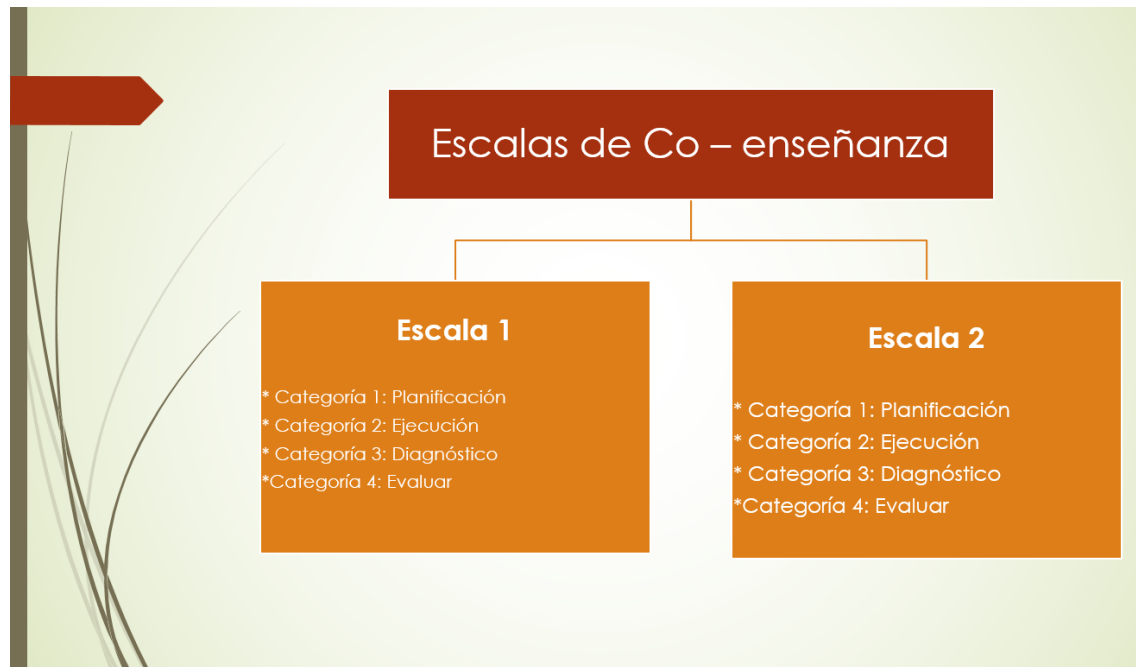 Escalas de Co – enseñanza
Escala 1
* Categoría 1: Planificación
* Categoría 2: Ejecución
* Categoría 3: Diagnóstico
*Categoría 4: Evaluar
Escala 2
* Categoría 1: Planificación
* Categoría 2: Ejecución
* Categoría 3: Diagnóstico
*Categoría 4: Evaluar